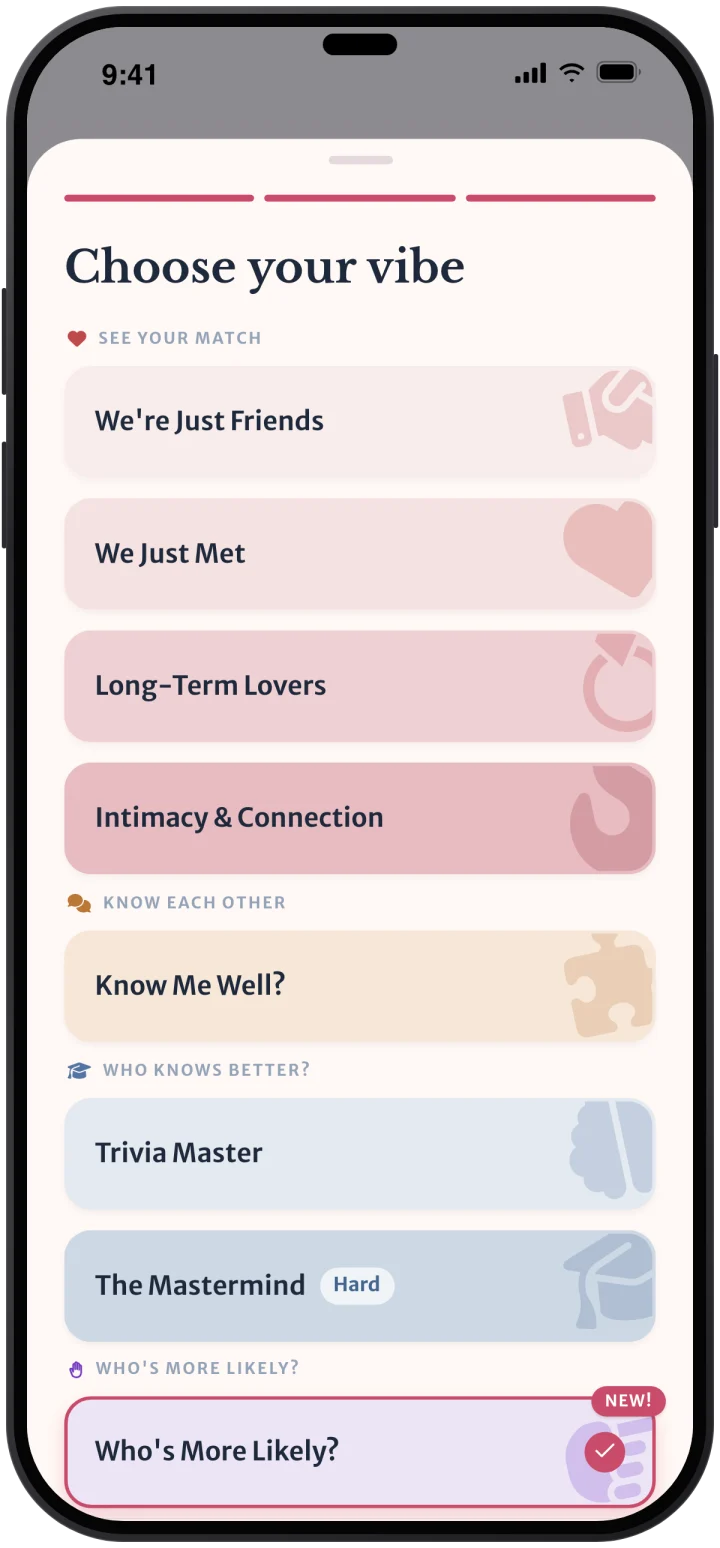 9:41
Choose your vibe
SEE YOUR MATCH
We're Just Friends
We Just Met
Long-Term Lovers
Intimacy & Connection
KNOW EACH OTHER
Know Me Well?
WHO KNOWS BETTER?
Trivia Master
The Mastermind Hard
WHO'S MORE LIKELY?
NEW!
Who's More Likely?